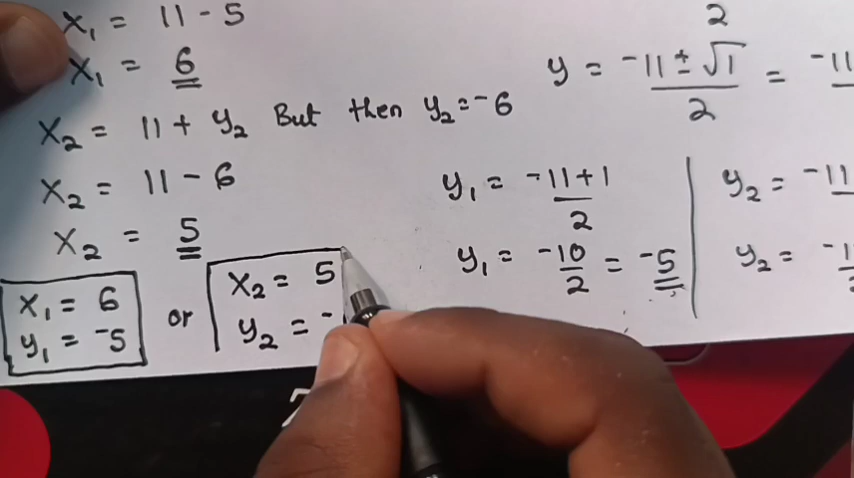 x₁ = 11 - 5
x₁ = 6
x₂ = 11 + y₂ But then y₂ = -6
x₂ = 11 - 6
x₂ = 5
x₁ = 6
y₁ = -5
or
x₂ = 5
y₂ = -
2
y = -11 ± √1 / 2 = -11
y₁ = -11 + 1 / 2
y₁ = -10 / 2 = -5
y₂ = -11
y₂ = -1